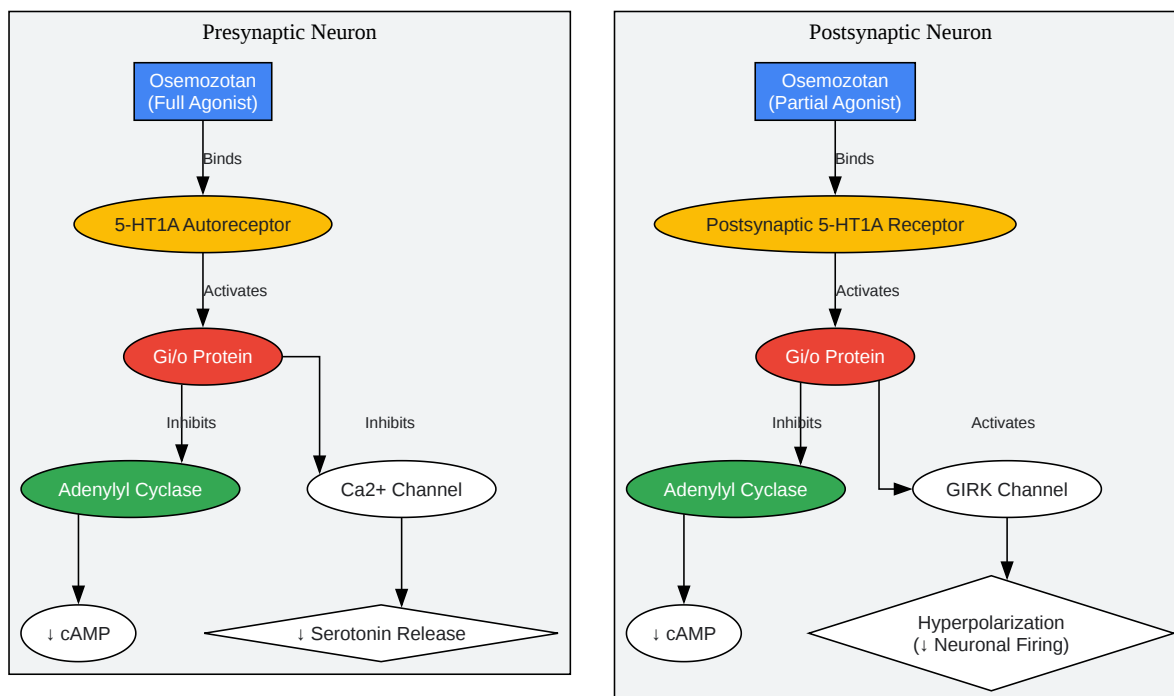 Presynaptic Neuron
Osemozotan
(Full Agonist)
Binds
5-HT1A Autoreceptor
Activates
Gi/o Protein
Inhibits
Inhibits
Adenylyl Cyclase
Ca2+ Channel
↓ cAMP
↓ Serotonin Release
Postsynaptic Neuron
Osemozotan
(Partial Agonist)
Binds
Postsynaptic 5-HT1A Receptor
Activates
Gi/o Protein
Inhibits
Activates
Adenylyl Cyclase
GIRK Channel
↓ cAMP
Hyperpolarization
(↓ Neuronal Firing)